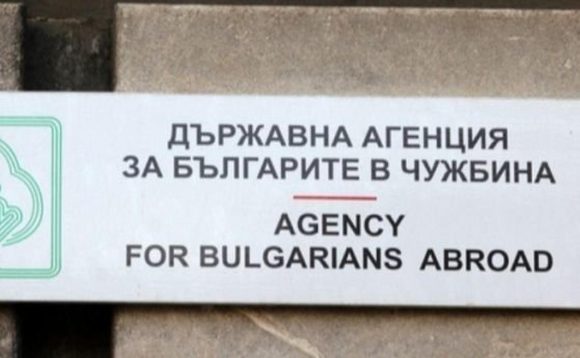 ДЪРЖАВНА АГЕНЦИЯ
ЗА БЪЛГАРИТЕ В ЧУЖБИНА
AGENCY
FOR BULGARIANS ABROAD